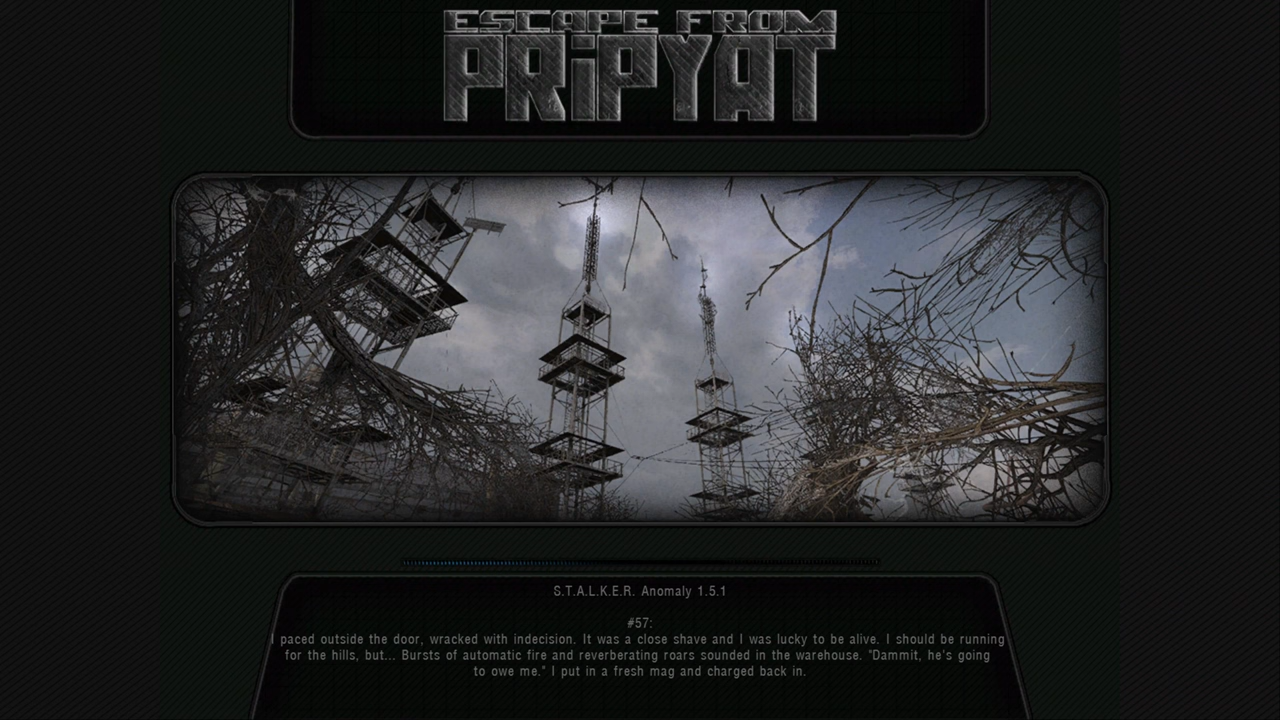 ESCAPE FROM
PRiPYAT
S.T.A.L.K.E.R. Anomaly 1.5.1
#57:
I paced outside the door, wracked with indecision. It was a close shave and I was lucky to be alive. I should be running
for the hills, but... Bursts of automatic fire and reverberating roars sounded in the warehouse. "Dammit, he's going
to owe me." I put in a fresh mag and charged back in.